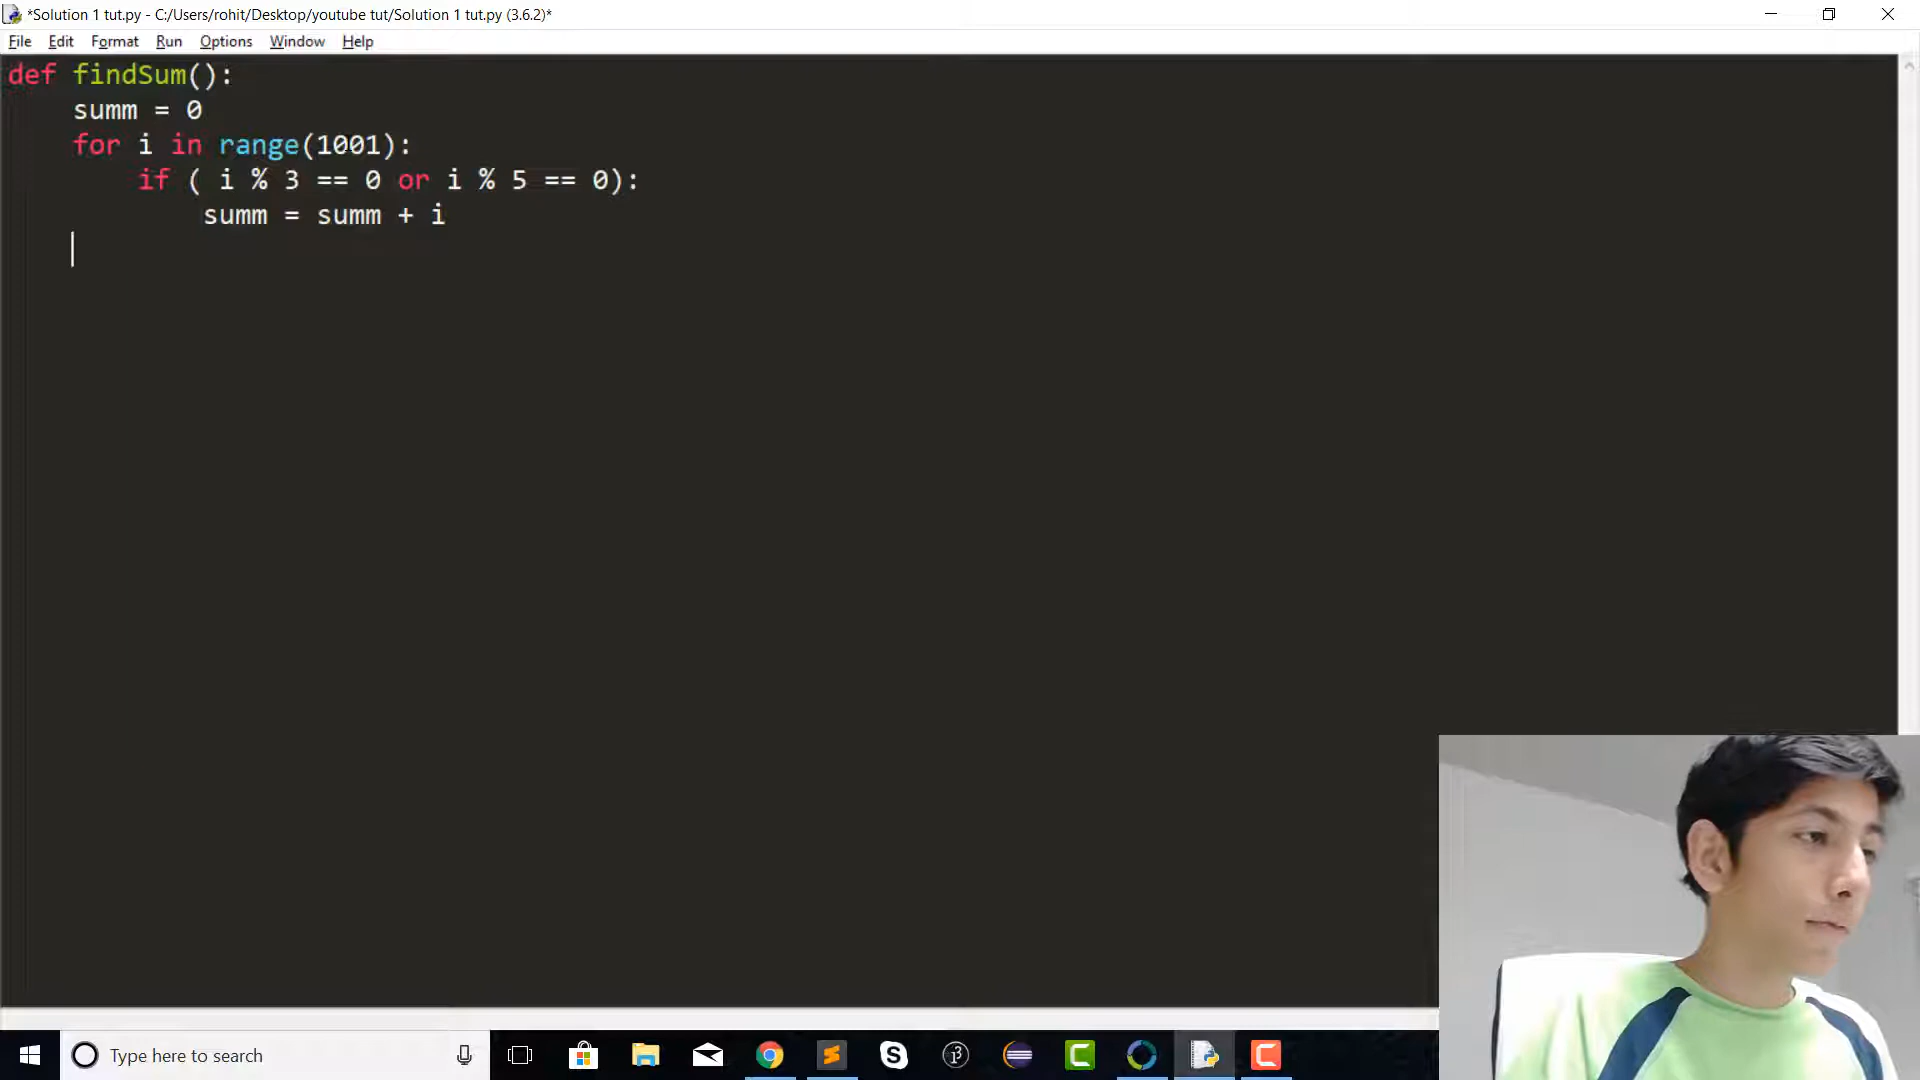 *Solution 1 tut.py - C:/Users/rohit/Desktop/youtube tut/Solution 1 tut.py (3.6.2)*
File Edit Format Run Options Window Help
def findSum():
    summ = 0
    for i in range(1001):
        if ( i % 3 == 0 or i % 5 == 0):
            summ = summ + i
Type here to search